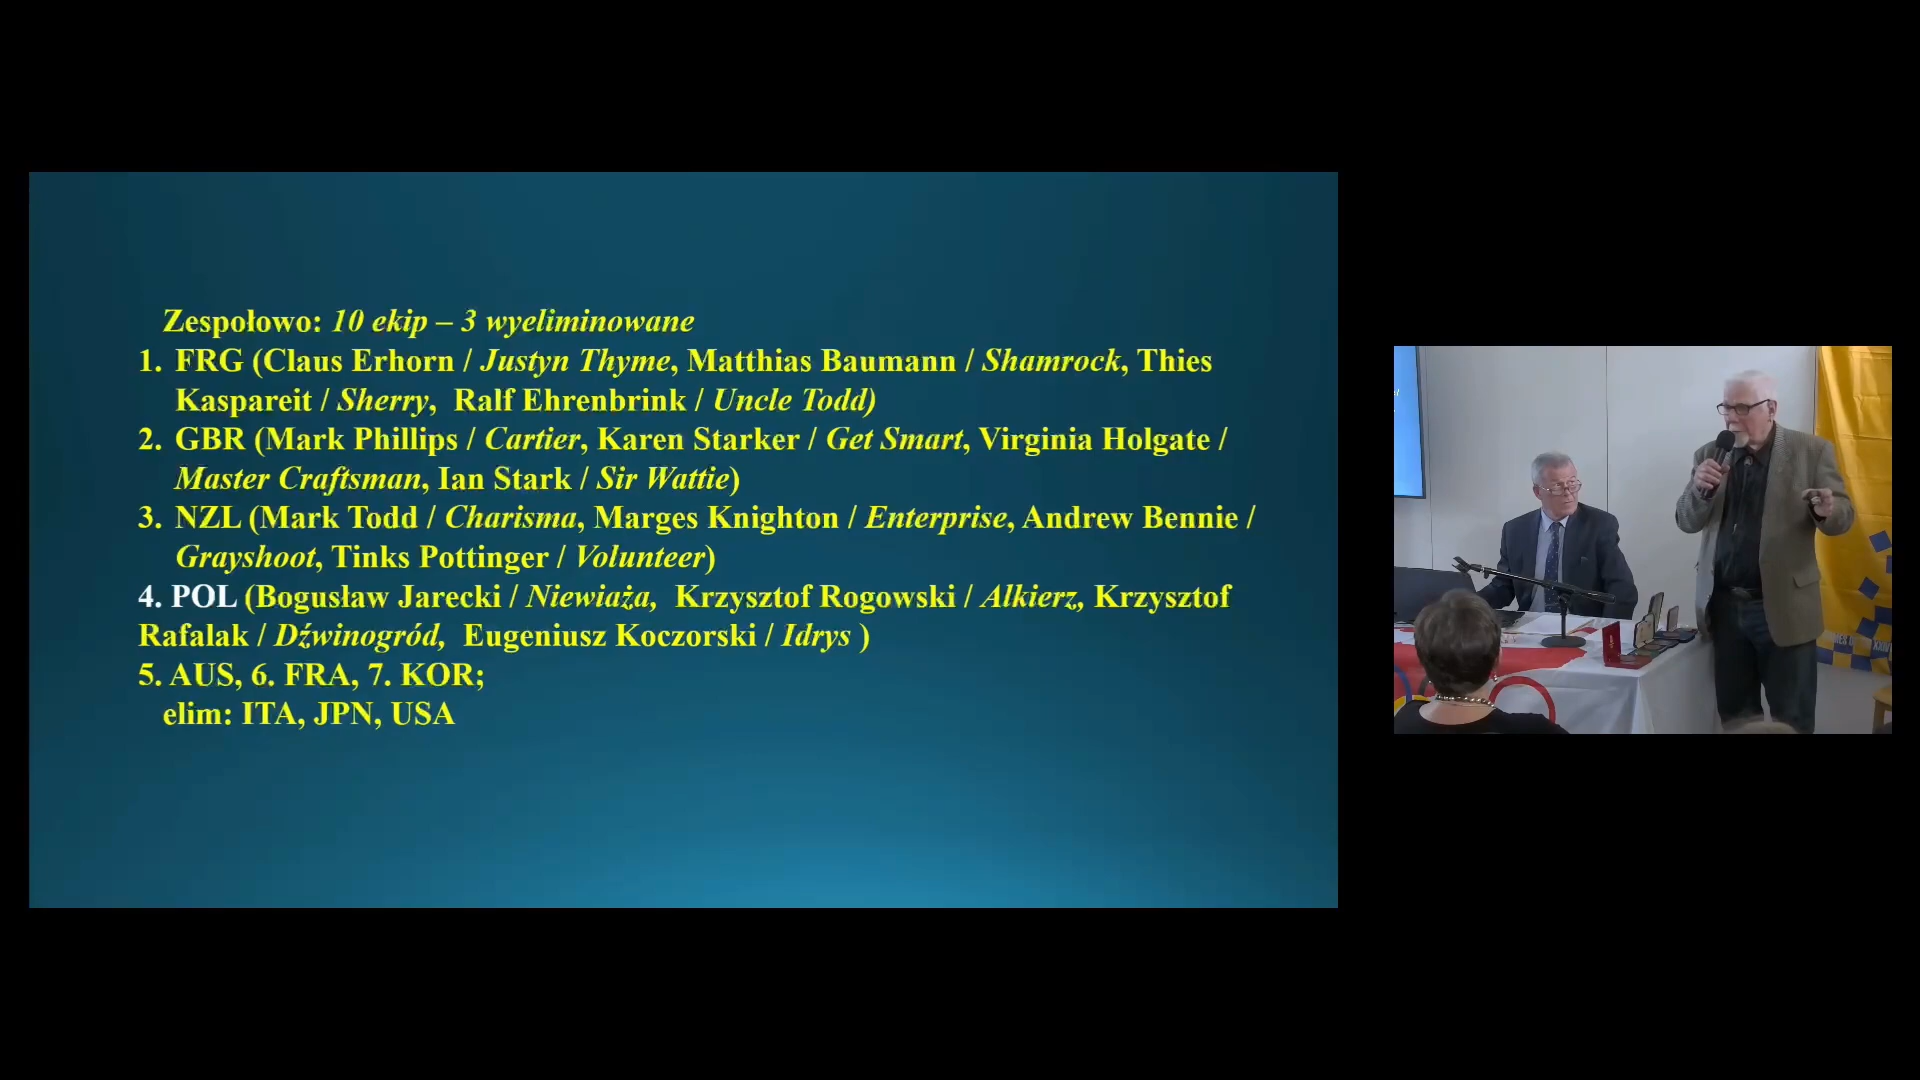 Zespołowo: 10 ekip – 3 wyeliminowane
1. FRG (Claus Erhorn / Justyn Thyme, Matthias Baumann / Shamrock, Thies
Kaspareit / Sherry, Ralf Ehrenbrink / Uncle Todd)
2. GBR (Mark Phillips / Cartier, Karen Starker / Get Smart, Virginia Holgate /
Master Craftsman, Ian Stark / Sir Wattie)
3. NZL (Mark Todd / Charisma, Marges Knighton / Enterprise, Andrew Bennie /
Grayshoot, Tinks Pottinger / Volunteer)
4. POL (Bogusław Jarecki / Niewiaża, Krzysztof Rogowski / Alkierz, Krzysztof
Rafalak / Dźwinogród, Eugeniusz Koczorski / Idrys )
5. AUS, 6. FRA, 7. KOR;
elim: ITA, JPN, USA